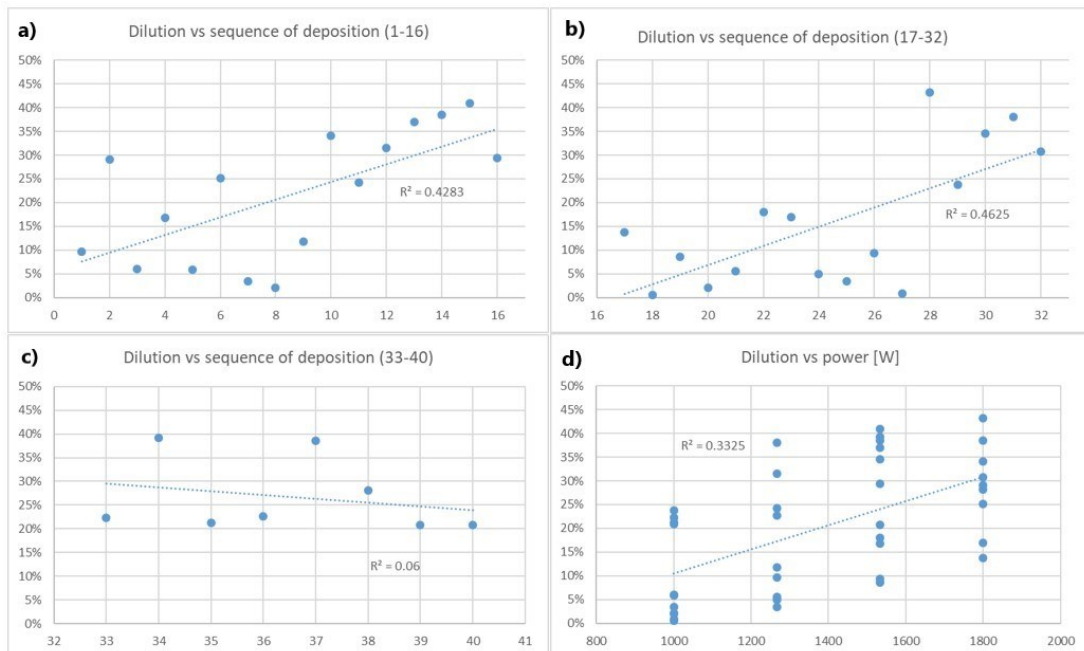 a)
Dilution vs sequence of deposition (1-16)
50%
45%
40%
35%
30%
25%
20%
15%
10%
5%
0%
R² = 0.4283
0 2 4 6 8 10 12 14 16
b)
Dilution vs sequence of deposition (17-32)
50%
45%
40%
35%
30%
25%
20%
15%
10%
5%
0%
R² = 0.4625
16 18 20 22 24 26 28 30 32
c)
Dilution vs sequence of deposition (33-40)
50%
45%
40%
35%
30%
25%
20%
15%
10%
5%
0%
R² = 0.06
32 33 34 35 36 37 38 39 40 41
d)
Dilution vs power [W]
50%
45%
40%
35%
30%
25%
20%
15%
10%
5%
0%
R² = 0.3325
800 1000 1200 1400 1600 1800 2000